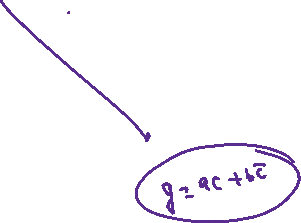 y = ac + bc̅